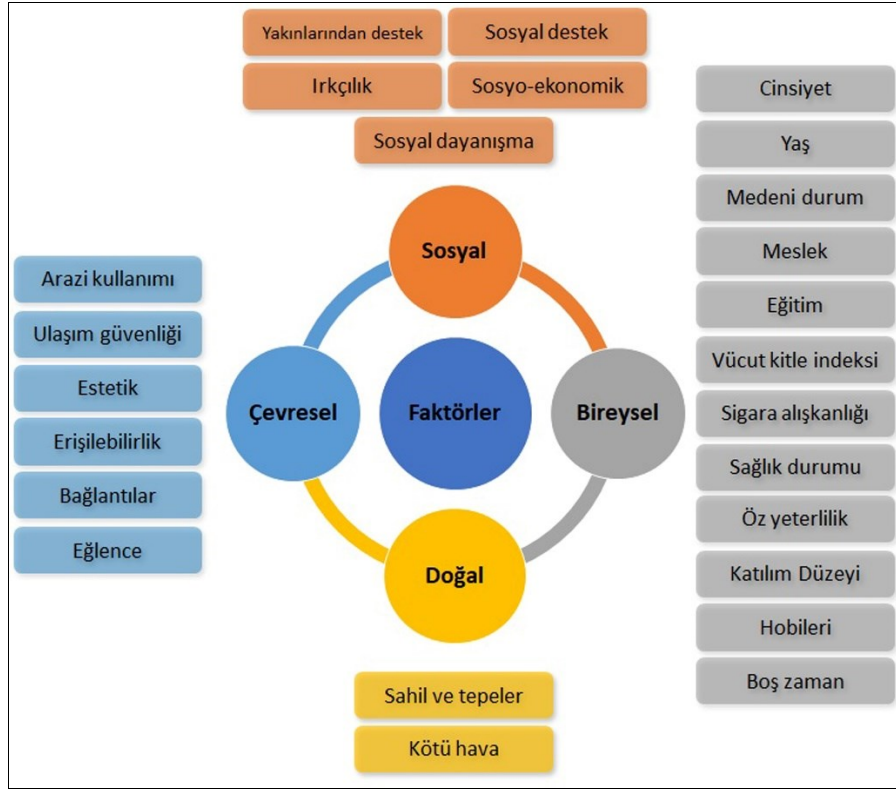 Yakınlarından destek
Sosyal destek
Irkçılık
Sosyo-ekonomik
Sosyal dayanışma
Sosyal
Çevresel
Faktörler
Bireysel
Doğal
Arazi kullanımı
Ulaşım güvenliği
Estetik
Erişilebilirlik
Bağlantılar
Eğlence
Cinsiyet
Yaş
Medeni durum
Meslek
Eğitim
Vücut kitle indeksi
Sigara alışkanlığı
Sağlık durumu
Öz yeterlilik
Katılım Düzeyi
Hobileri
Boş zaman
Sahil ve tepeler
Kötü hava